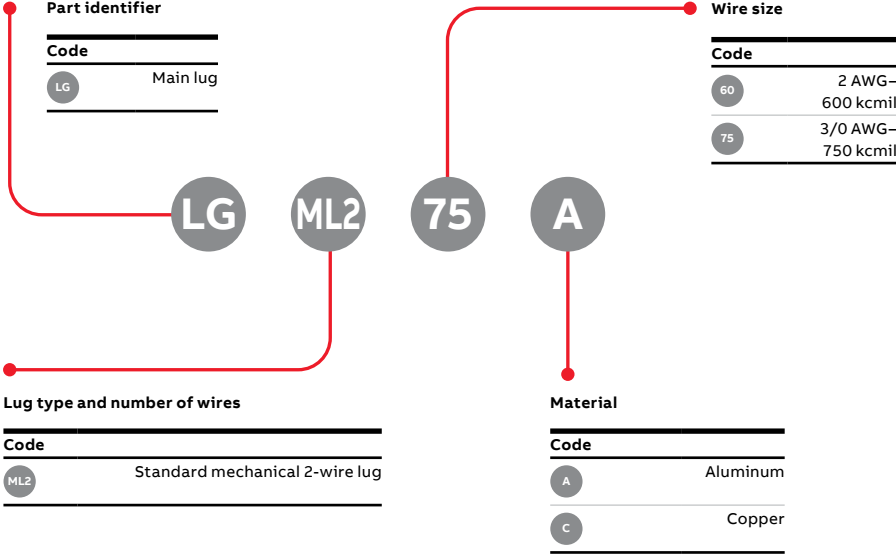 Part identifier
Code
LG Main lug
Wire size
Code
60 2 AWG–
600 kcmil
75 3/0 AWG–
750 kcmil
LG ML2 75 A
Lug type and number of wires
Code
ML2 Standard mechanical 2-wire lug
Material
Code
A Aluminum
C Copper